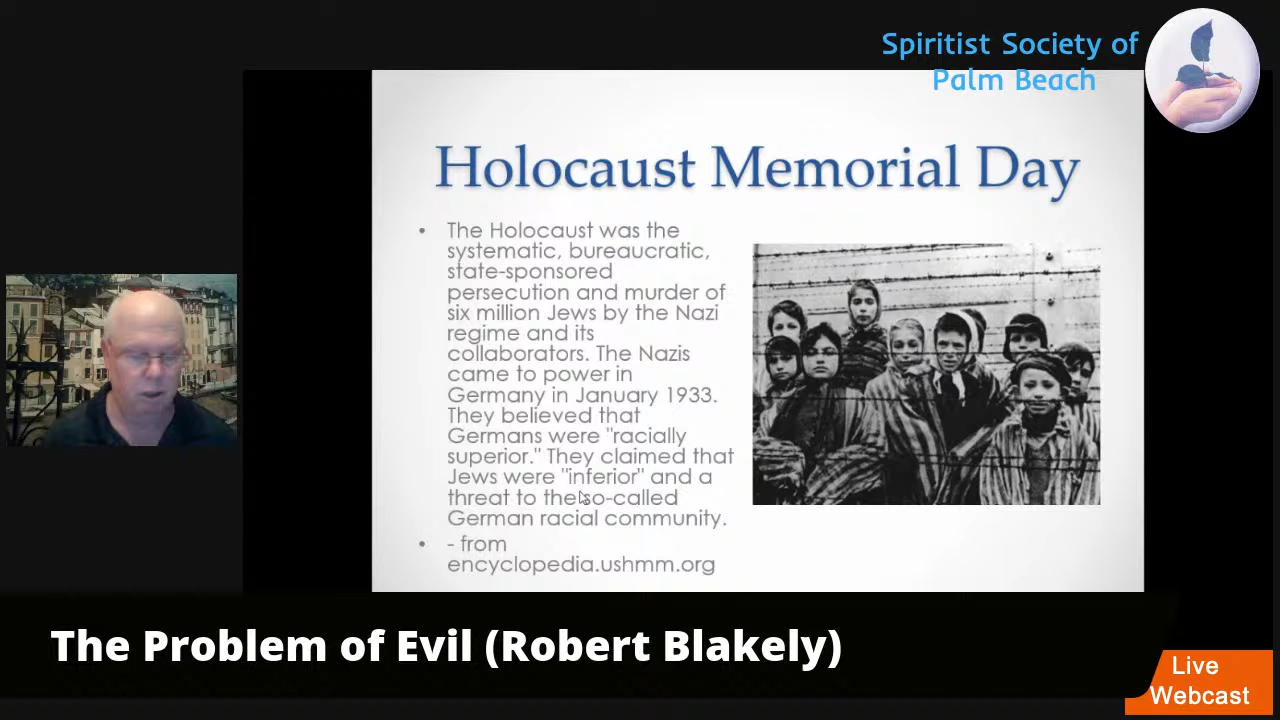 Spiritist Society of
Palm Beach
Holocaust Memorial Day
• The Holocaust was the
systematic, bureaucratic,
state-sponsored
persecution and murder of
six million Jews by the Nazi
regime and its
collaborators. The Nazis
came to power in
Germany in January 1933.
They believed that
Germans were "racially
superior." They claimed that
Jews were "inferior" and a
threat to the so-called
German racial community.
• - from
encyclopedia.ushmm.org
The Problem of Evil (Robert Blakely)
Live
Webcast